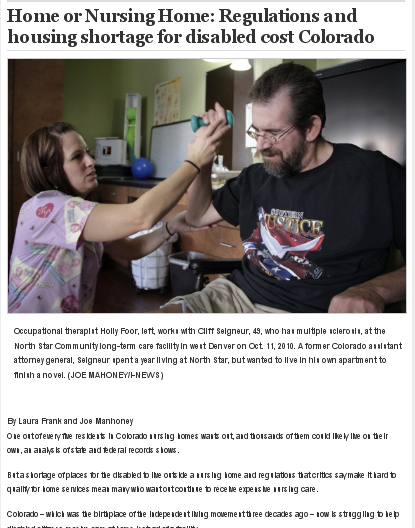 Home or Nursing Home: Regulations and
housing shortage for disabled cost Colorado
JUSTICE
Occupational therapist Holly Foor, left, works with Cliff Seigneur, 49, who has multiple sclerosis, at the
North Star Community long-term care facility in west Denver on Oct. 11, 2010. A former Colorado assistant
attorney general, Seigneur spent a year living at North Star, but wanted to live in his own apartment to
finish a novel. (JOE MAHONEY/I-NEWS)
By Laura Frank and Joe Manhoney
One out of every five residents in Colorado nursing homes wants out, and thousands of them could likely live on their
own, an analysis of state and federal records shows.
But a shortage of places for the disabled to live outside a nursing home and regulations that critics say make it hard to
qualify for home services mean many who want out continue to receive expensive nursing care.
Colorado – which was the birthplace of the independent living movement three decades ago – now is struggling to help